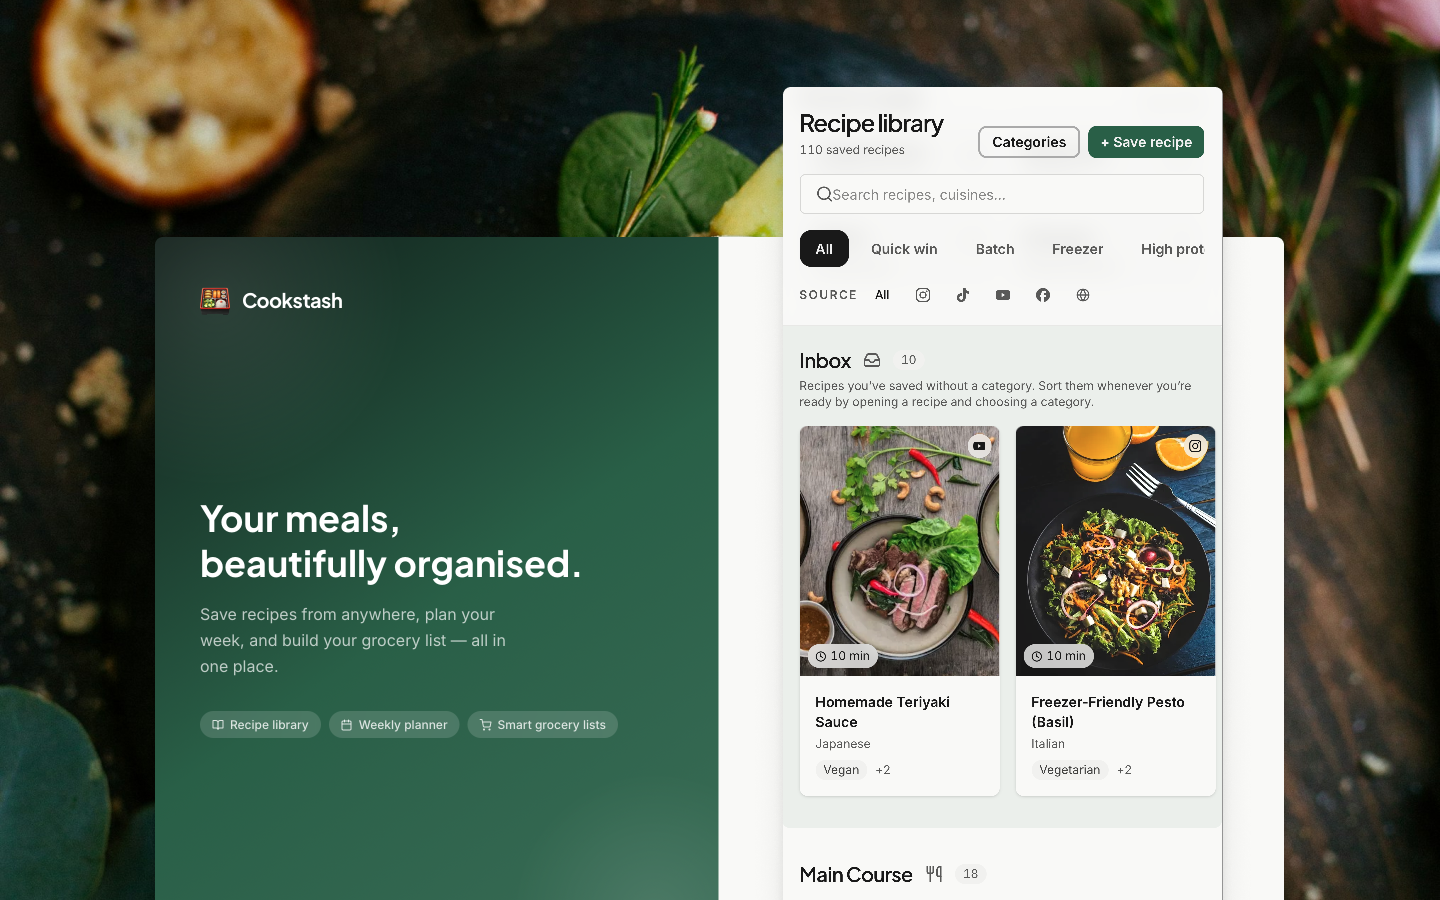 Cookstash
Your meals,
beautifully organised.
Save recipes from anywhere, plan your
week, and build your grocery list — all in
one place.
Recipe library
Weekly planner
Smart grocery lists
Recipe library
110 saved recipes
Categories
+ Save recipe
Search recipes, cuisines...
All
Quick win
Batch
Freezer
High prot
SOURCE
All
Inbox
10
Recipes you've saved without a category. Sort them whenever you're
ready by opening a recipe and choosing a category.
10 min
10 min
Homemade Teriyaki
Sauce
Japanese
Vegan
+2
Freezer-Friendly Pesto
(Basil)
Italian
Vegetarian
+2
Main Course
18